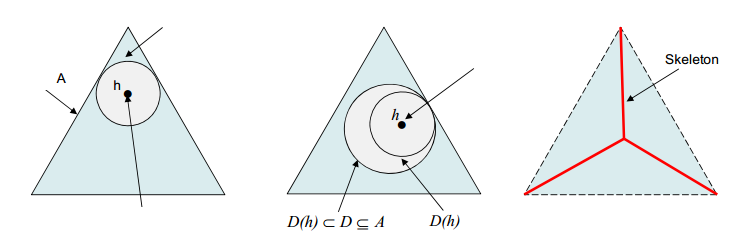 A
h
h
D(h) ⊂ D ⊆ A
D(h)
Skeleton